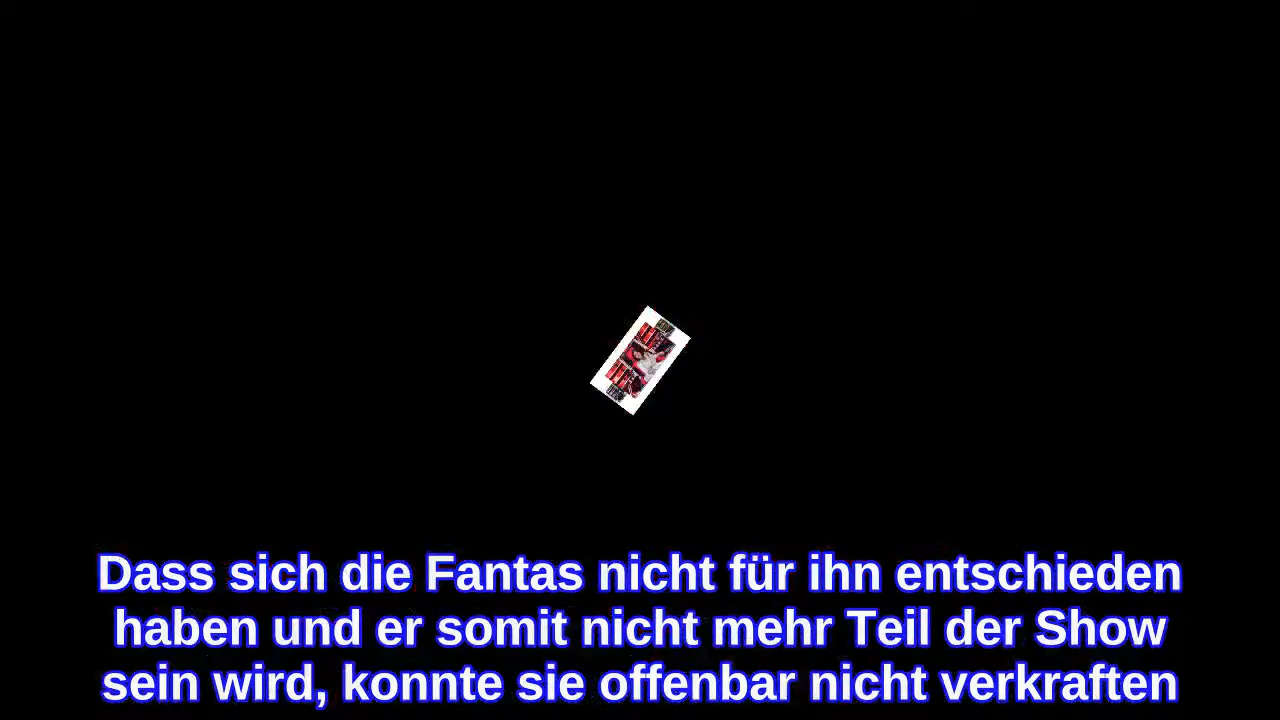 Dass sich die Fantas nicht für ihn entschieden
haben und er somit nicht mehr Teil der Show
sein wird, konnte sie offenbar nicht verkraften